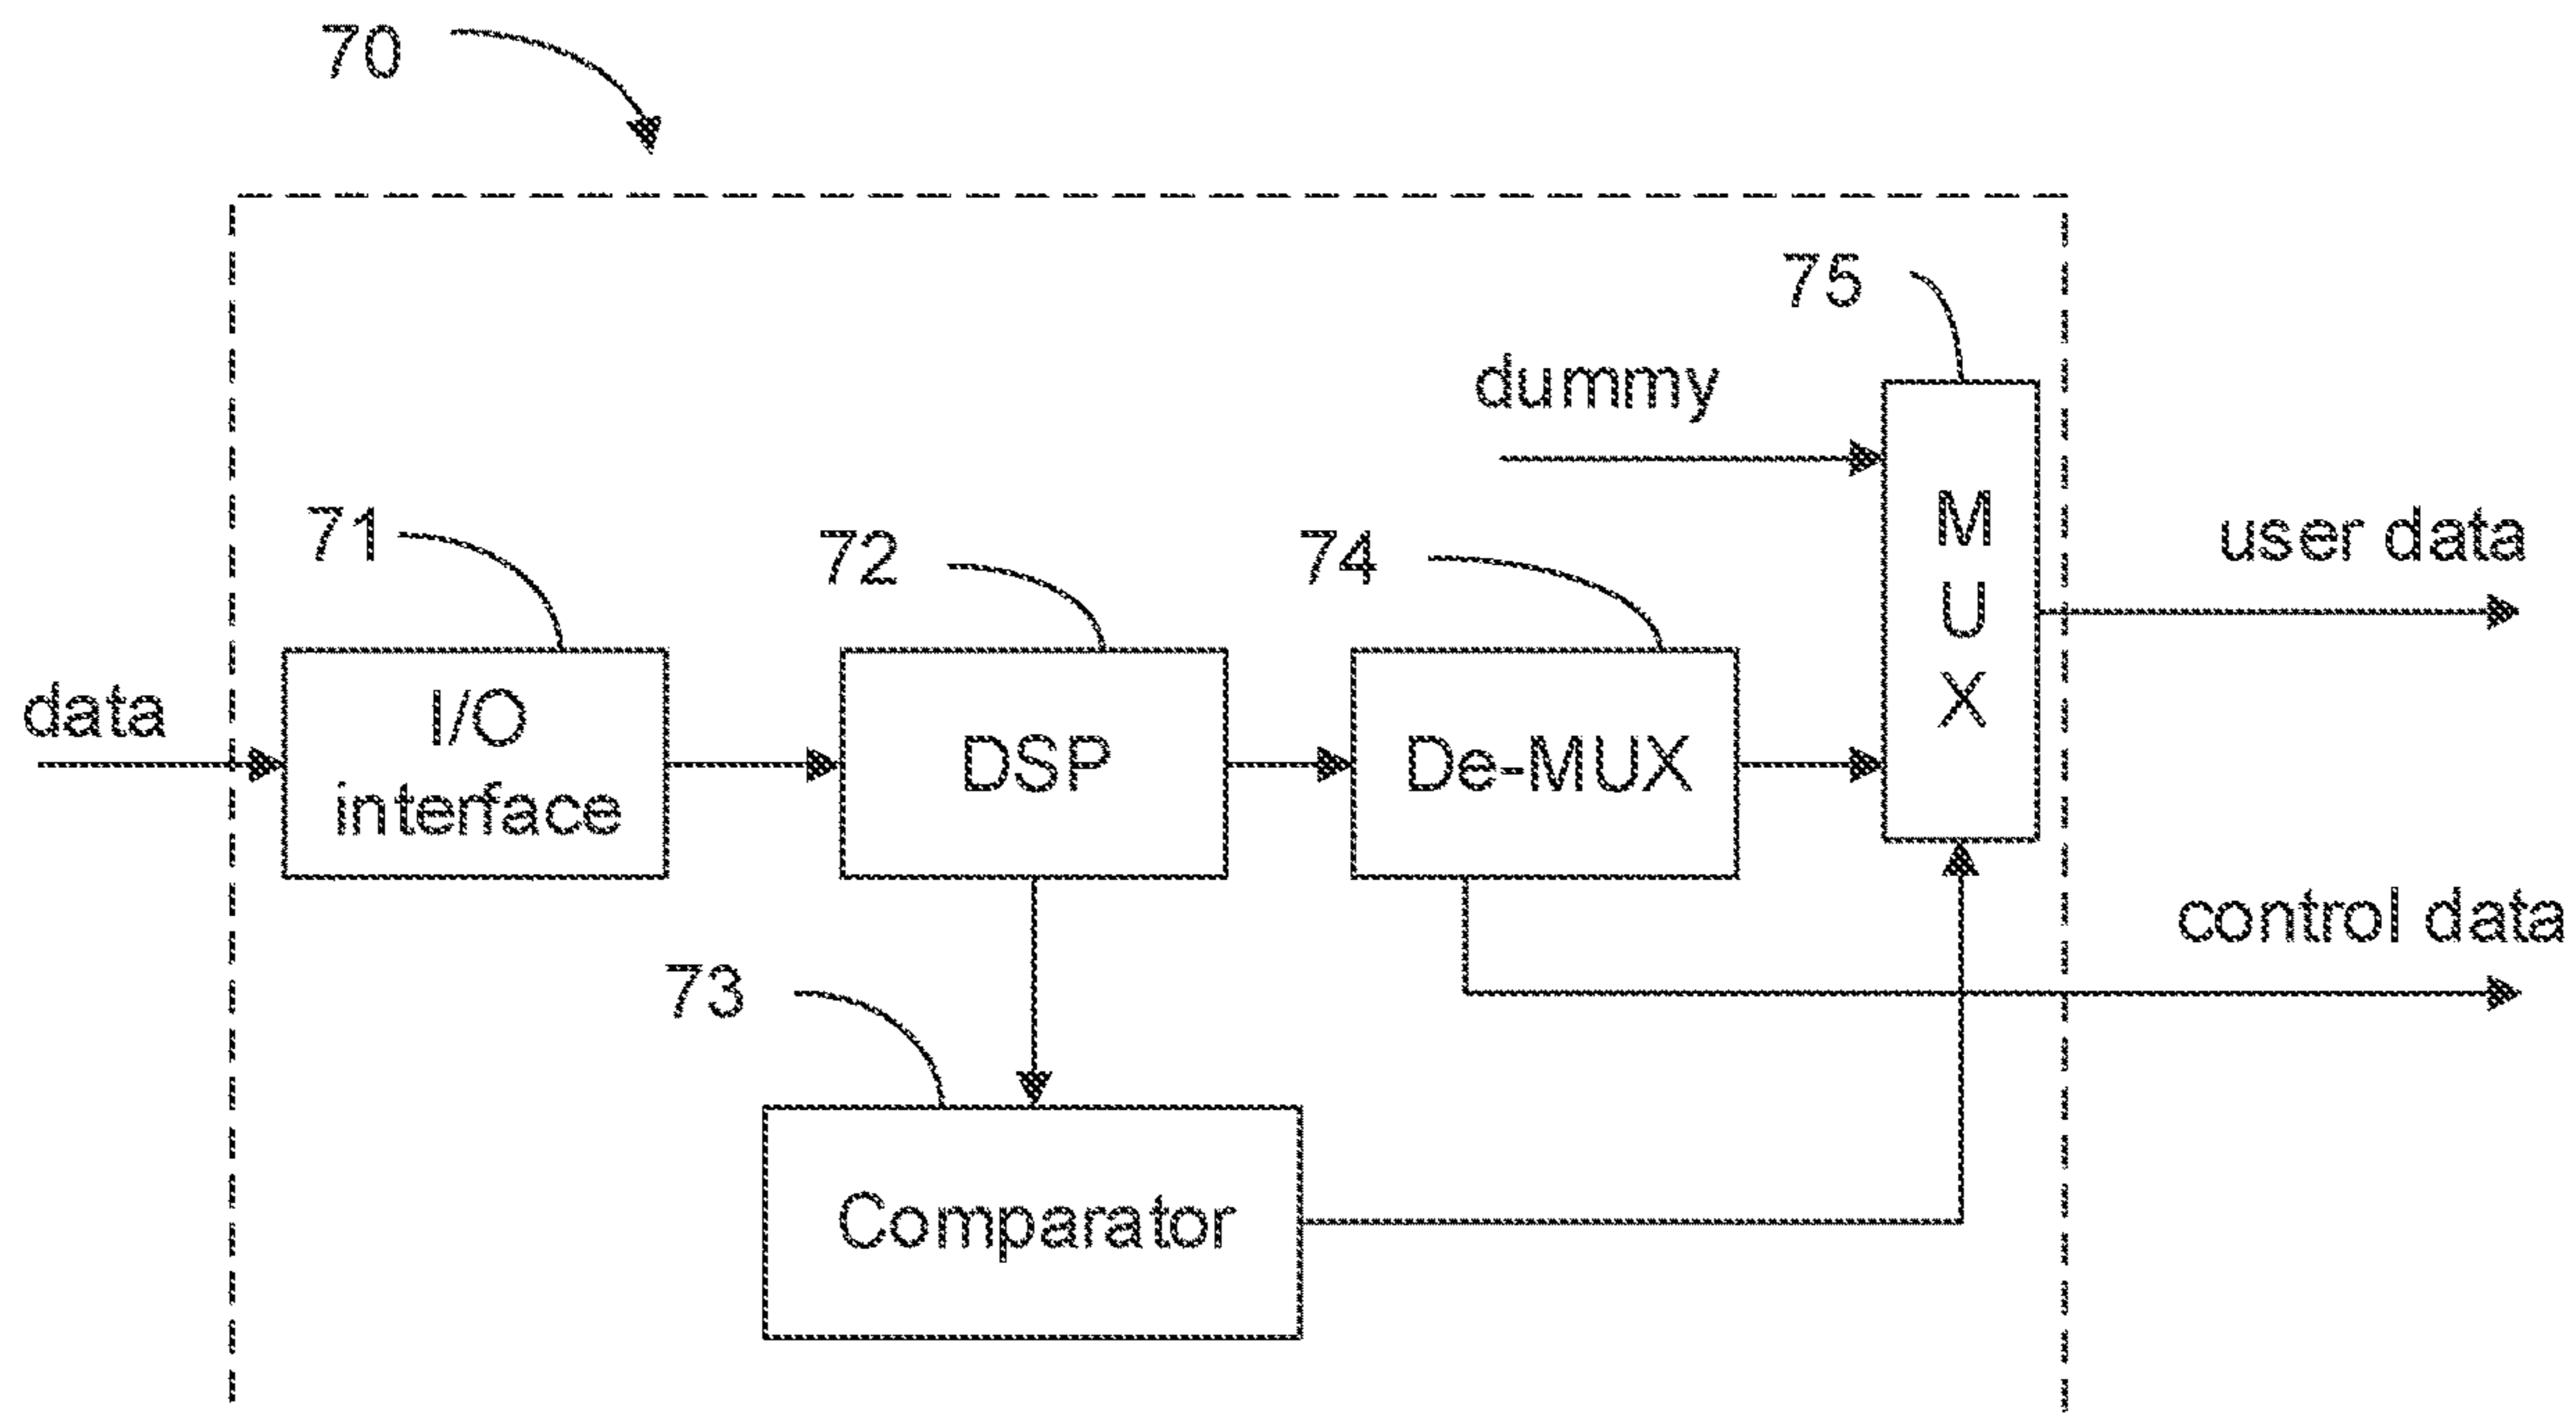 70
75
dummy
M
U
X
71
72
74
user data
data
I/O
interface
DSP
De-MUX
control data
73
Comparator